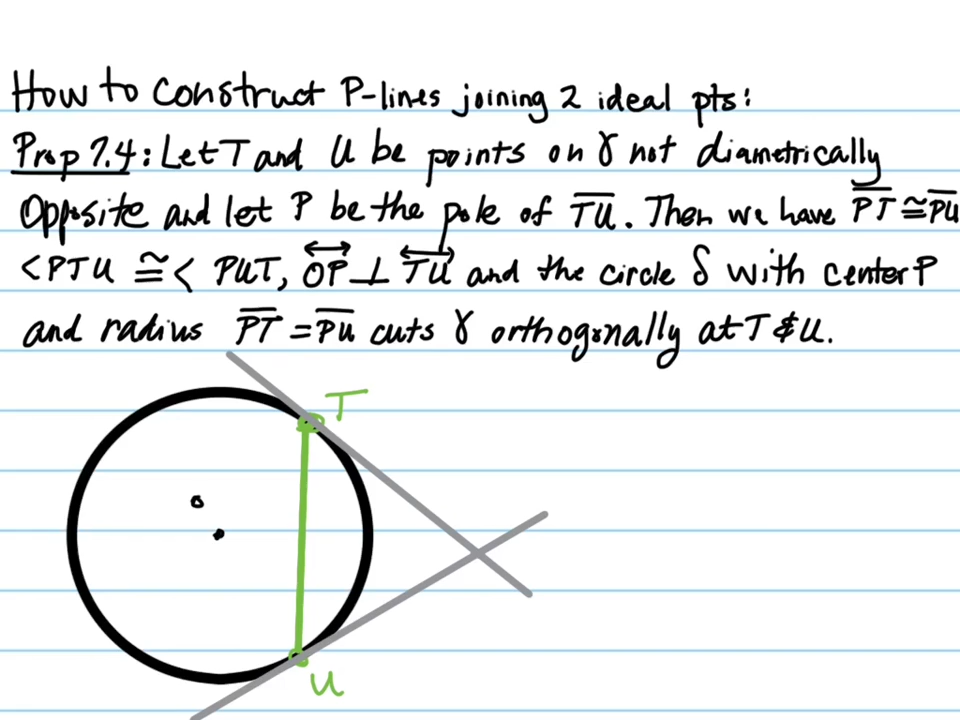 How to Construct P-lines joining 2 ideal pts:
Prop 7.4: Let T and U be points on γ not diametrically
Opposite and let P be the pole of TU. Then we have PT ≅ PU
<PTU ≅ < PUT, OP ⊥ TU and the circle δ with center P
and radius PT = PU cuts γ orthogonally at T & U.
T
o
U